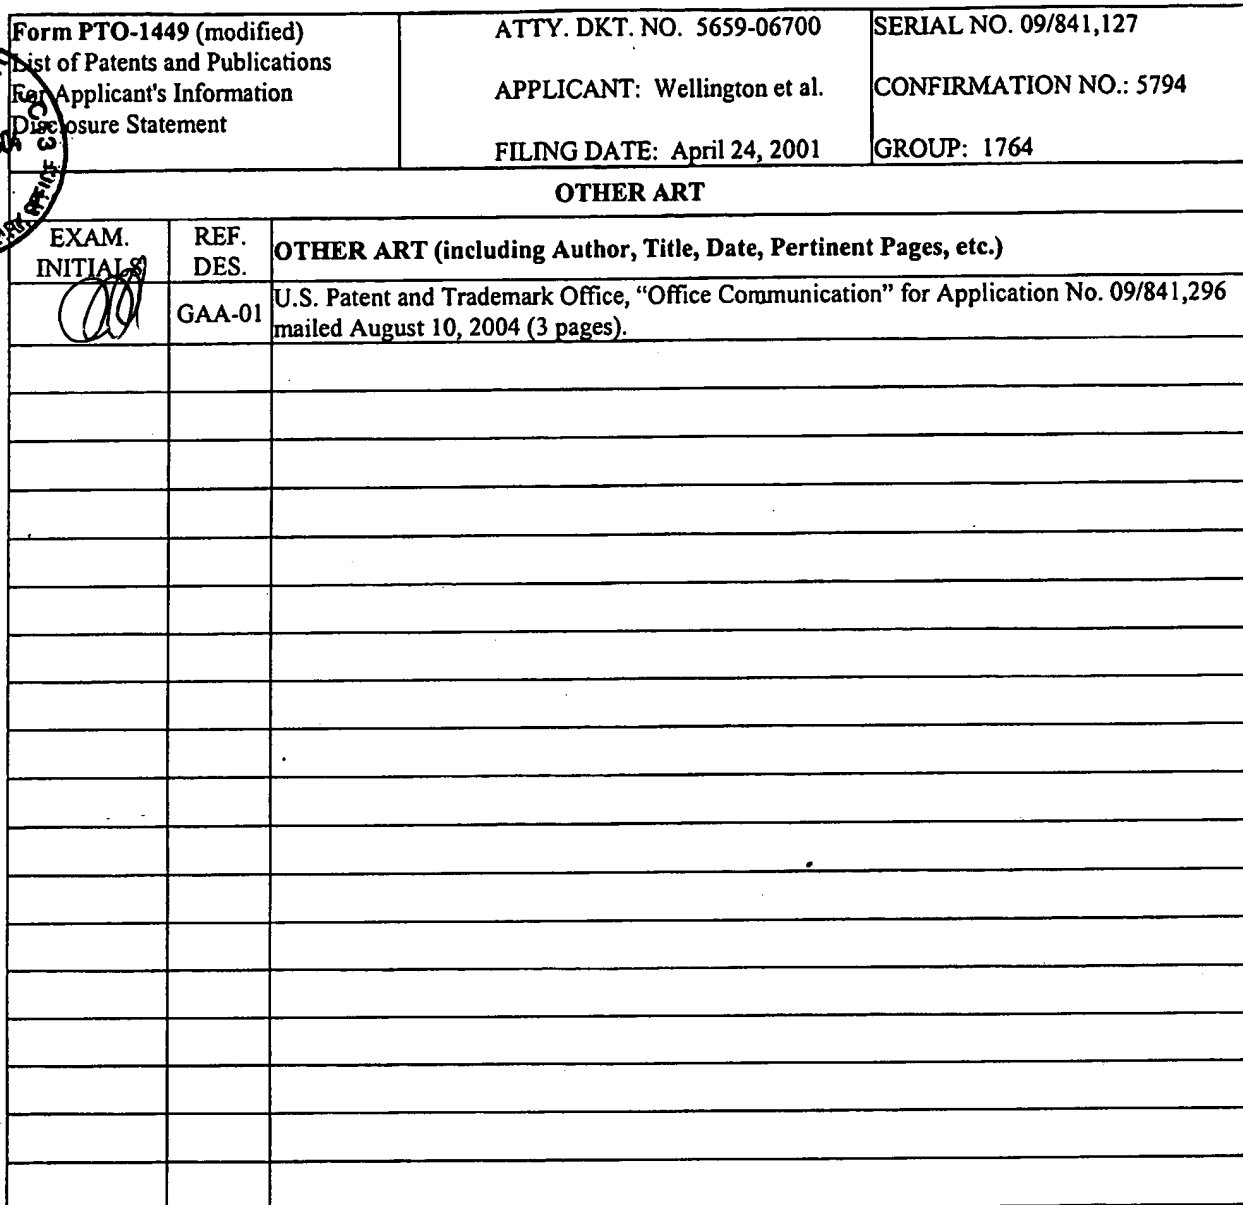 Form PTO-1449 (modified)
List of Patents and Publications
For Applicant's Information
Disclosure Statement
ATTY. DKT. NO. 5659-06700
APPLICANT: Wellington et al.
FILING DATE: April 24, 2001
SERIAL NO. 09/841,127
CONFIRMATION NO.: 5794
GROUP: 1764
OTHER ART
EXAM.
INITIALS
REF.
DES.
OTHER ART (including Author, Title, Date, Pertinent Pages, etc.)
GAA-01
U.S. Patent and Trademark Office, “Office Communication” for Application No. 09/841,296
mailed August 10, 2004 (3 pages).